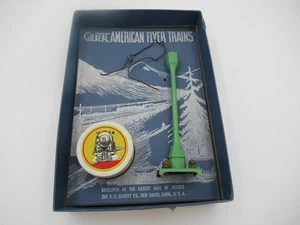 GILBERT AMERICAN FLYER TRAINS
DEVELOPED AT THE GILBERT HALL OF SCIENCE
THE A. C. GILBERT CO., NEW HAVEN, CONN., U. S. A.